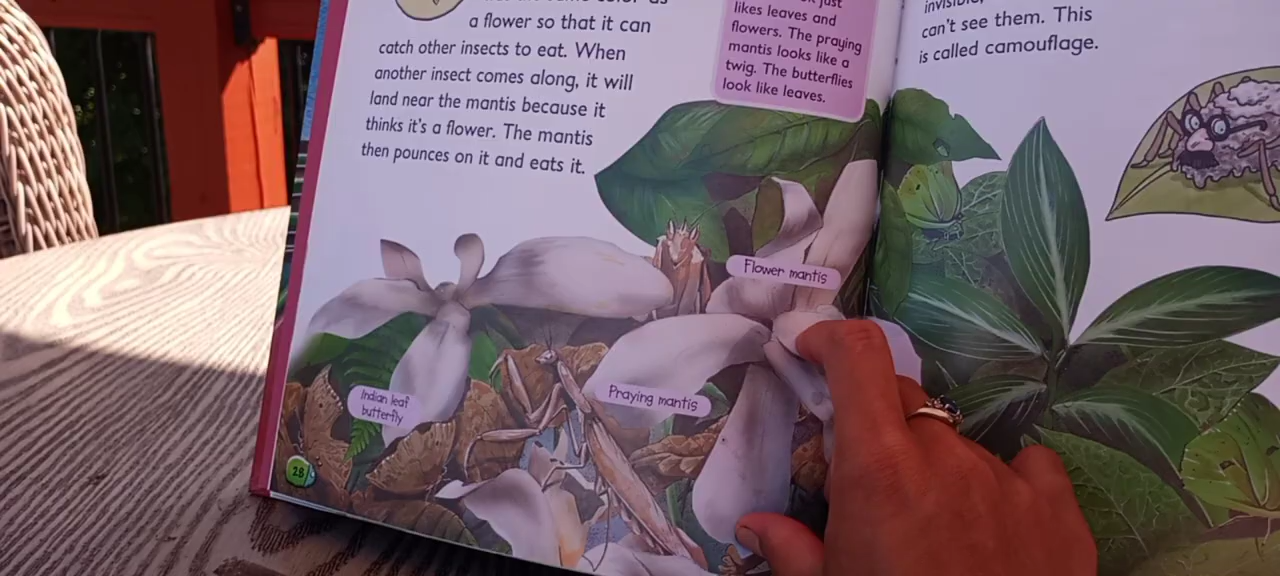 a flower so that it can
catch other insects to eat. When
another insect comes along, it will
land near the mantis because it
thinks it's a flower. The mantis
then pounces on it and eats it.
just
likes leaves and
flowers. The praying
mantis looks like a
twig. The butterflies
look like leaves.
invisible,
can't see them. This
is called camouflage.
Flower mantis
Praying mantis
Indian leaf
butterfly
28